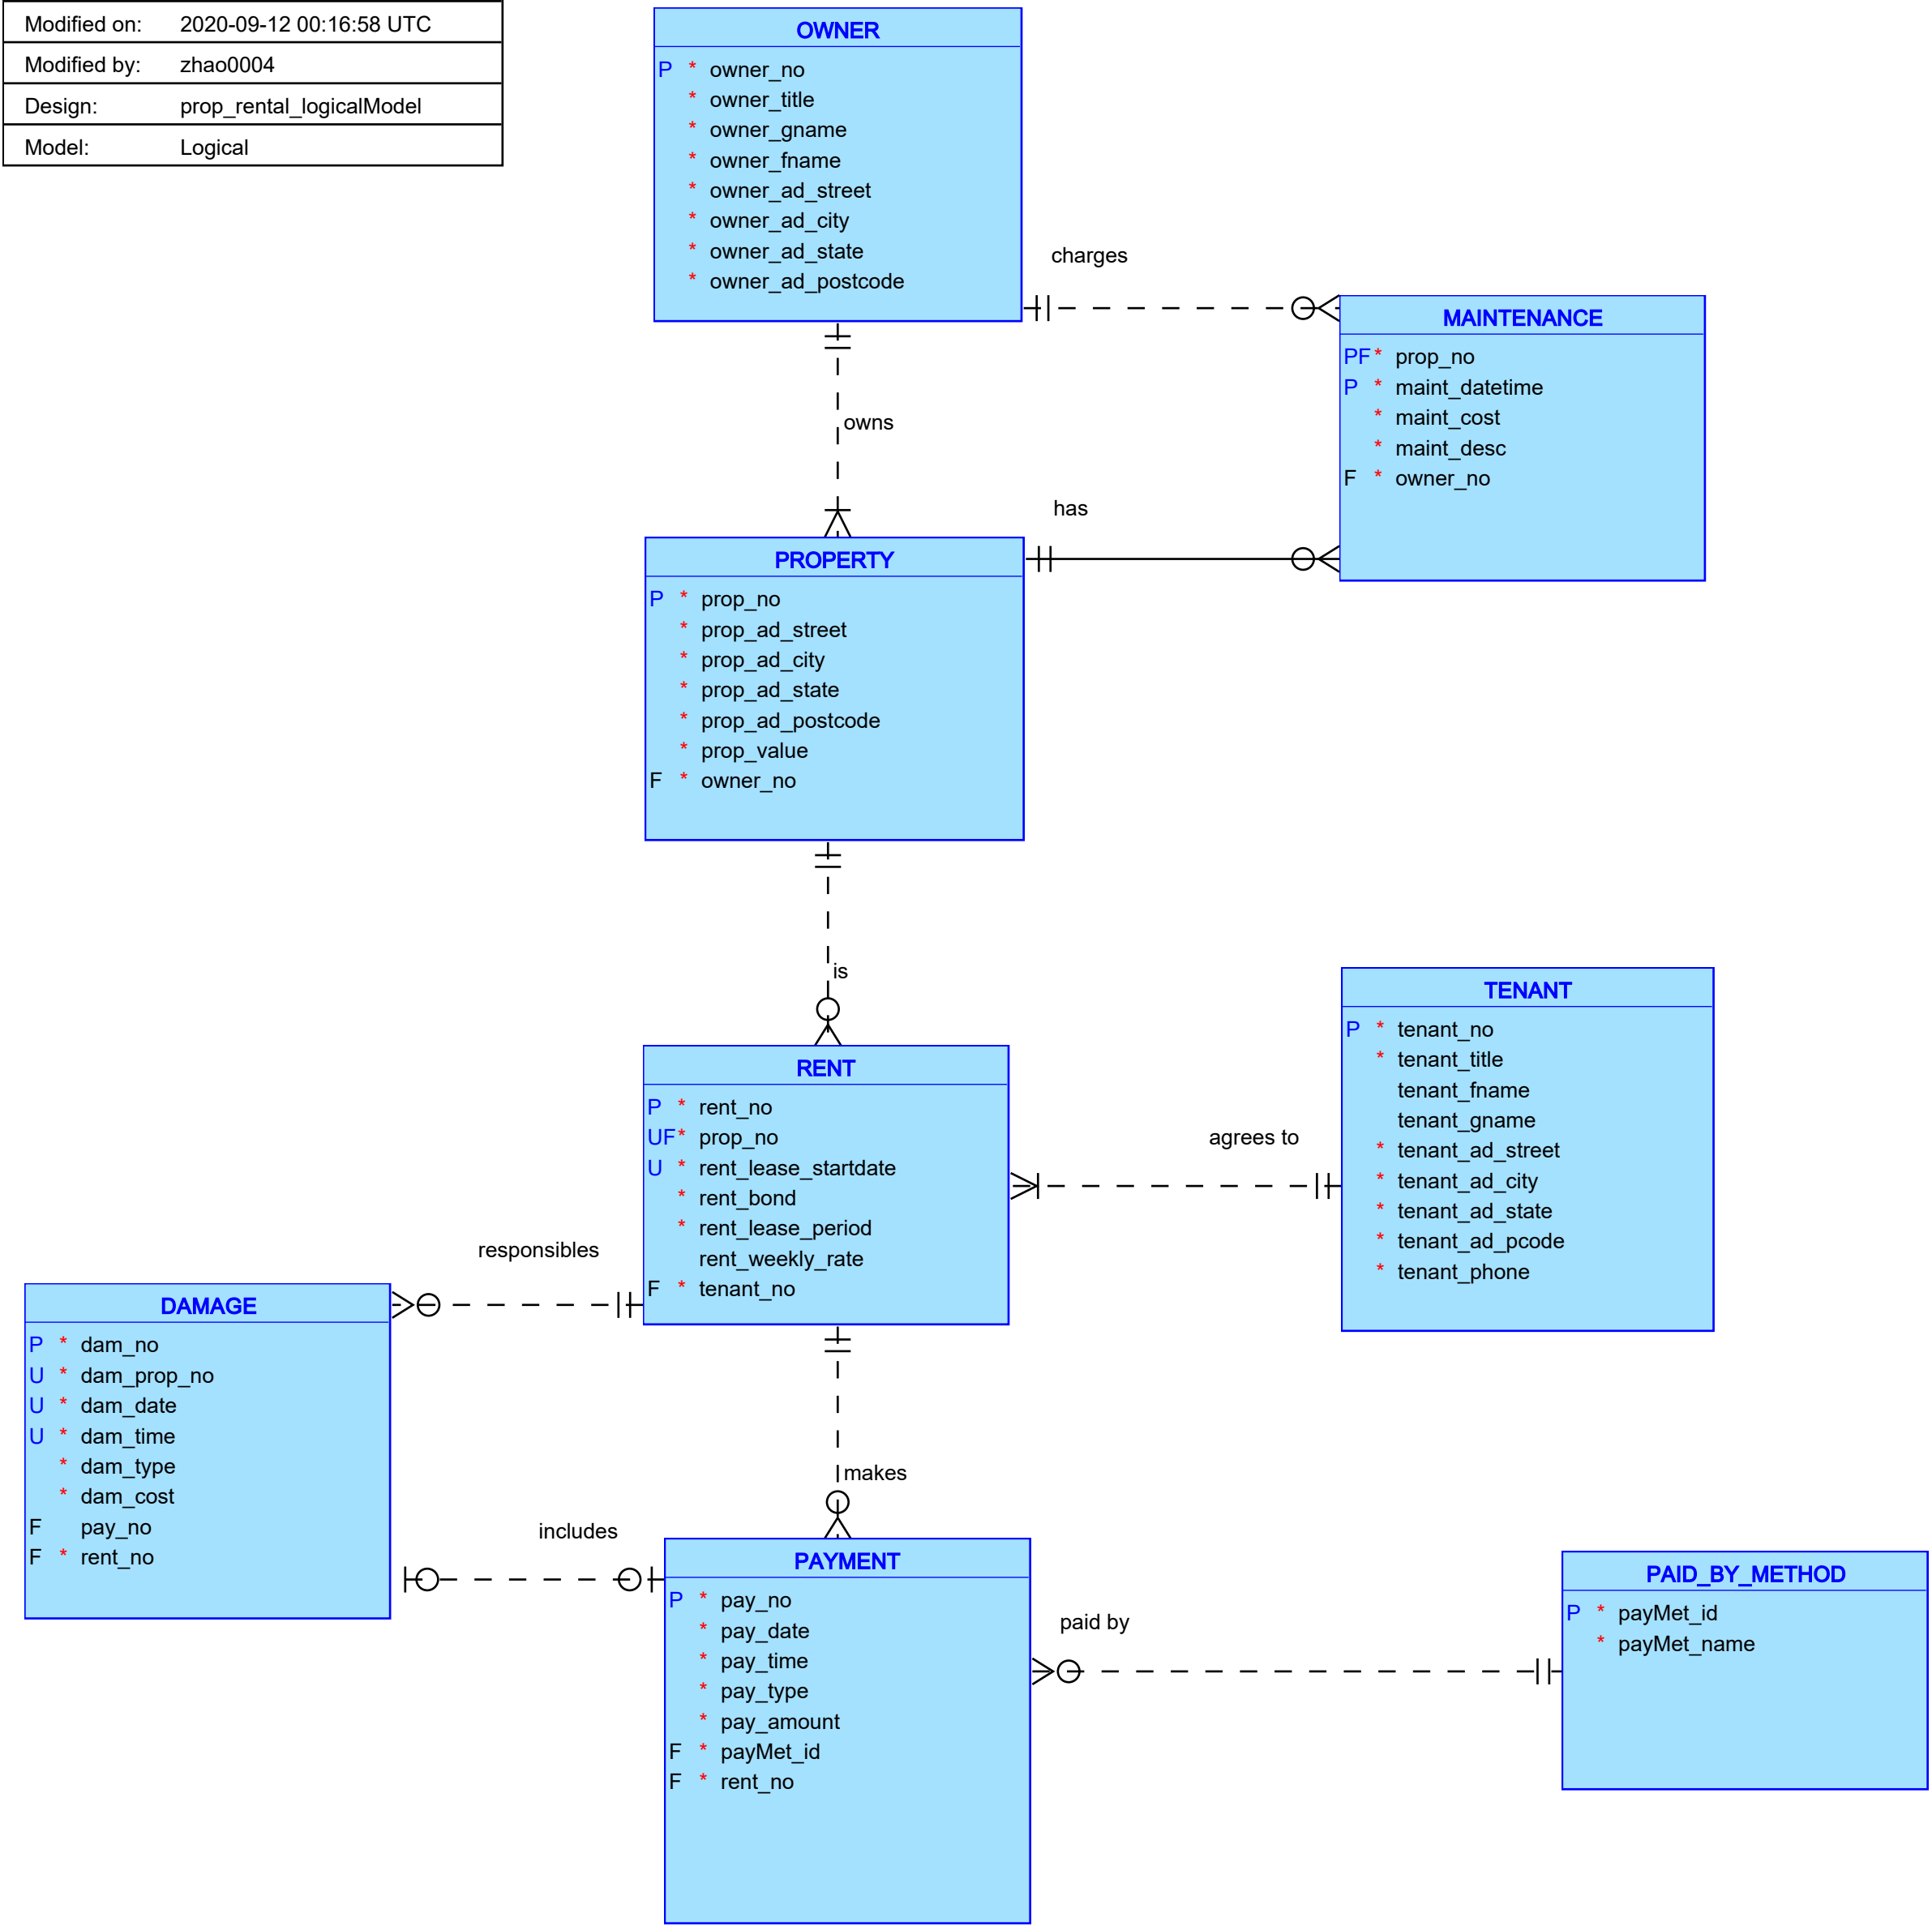 Modified on: 2020-09-12 00:16:58 UTC
Modified by: zhao0004
Design: prop_rental_logicalModel
Model: Logical
OWNER
P * owner_no
* owner_title
* owner_gname
* owner_fname
* owner_ad_street
* owner_ad_city
* owner_ad_state
* owner_ad_postcode
charges
MAINTENANCE
PF* prop_no
P * maint_datetime
* maint_cost
* maint_desc
F * owner_no
owns
has
PROPERTY
P * prop_no
* prop_ad_street
* prop_ad_city
* prop_ad_state
* prop_ad_postcode
* prop_value
F * owner_no
is
TENANT
P * tenant_no
* tenant_title
tenant_fname
tenant_gname
* tenant_ad_street
* tenant_ad_city
* tenant_ad_state
* tenant_ad_pcode
* tenant_phone
RENT
P * rent_no
UF* prop_no
U * rent_lease_startdate
* rent_bond
* rent_lease_period
rent_weekly_rate
F * tenant_no
agrees to
responsibles
DAMAGE
P * dam_no
U * dam_prop_no
U * dam_date
U * dam_time
* dam_type
* dam_cost
F pay_no
F * rent_no
makes
includes
PAYMENT
P * pay_no
* pay_date
* pay_time
* pay_type
* pay_amount
F * payMet_id
F * rent_no
paid by
PAID_BY_METHOD
P * payMet_id
* payMet_name